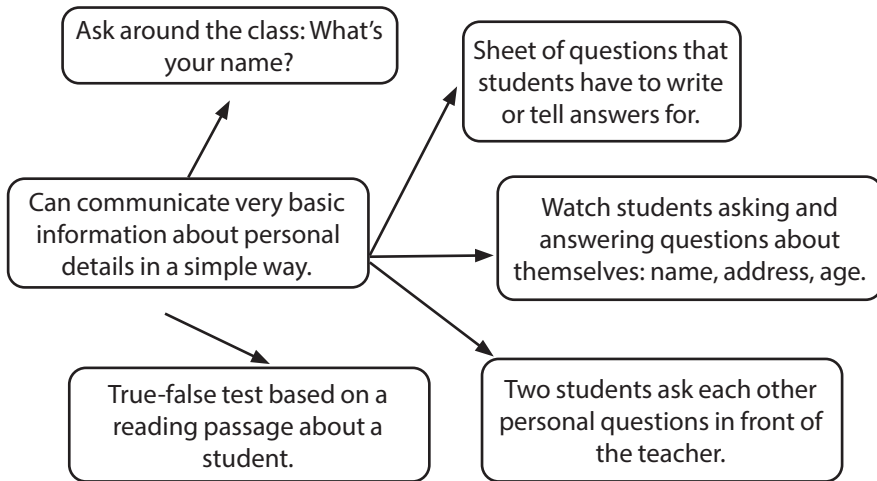 Ask around the class: What's
your name?
Sheet of questions that
students have to write
or tell answers for.
Can communicate very basic
information about personal
details in a simple way.
Watch students asking and
answering questions about
themselves: name, address, age.
True-false test based on a
reading passage about a
student.
Two students ask each other
personal questions in front of
the teacher.